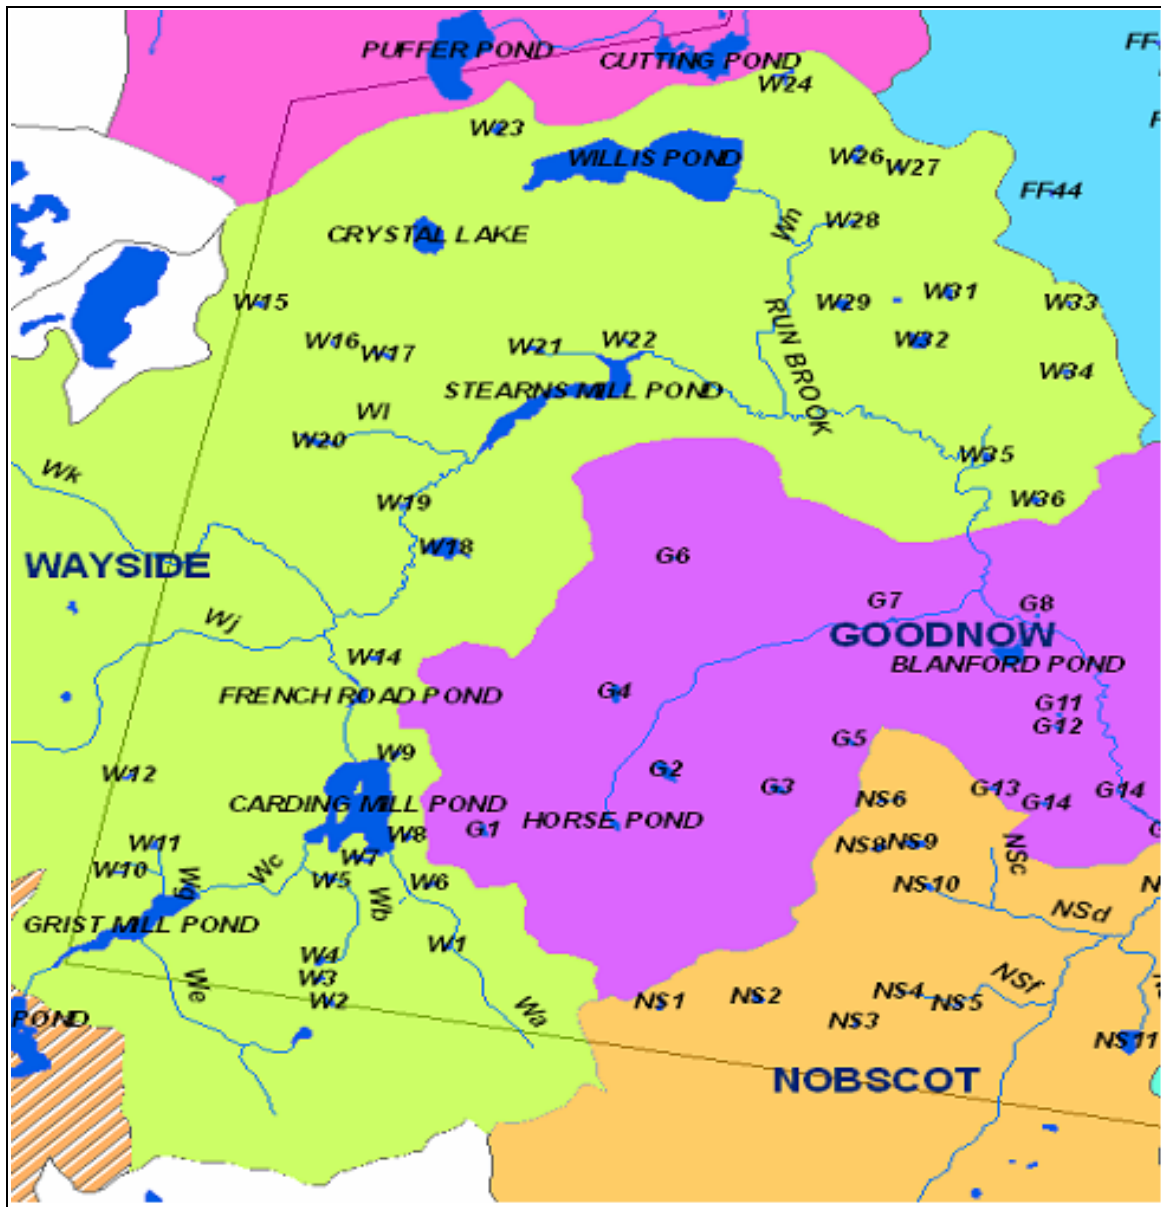 FF
PUFFER POND
CUTTING POND
W24
W23
WILLIS POND
W26
W27
FF44
Wn
W28
CRYSTAL LAKE
W15
W29
W31
W33
RUN BROOK
W16
W17
W21
W22
W32
W34
STEARNS MILL POND
Wl
W20
W35
Wk
W19
W36
W18
G6
WAYSIDE
G7
G8
Wj
GOODNOW
W14
BLANFORD POND
FRENCH ROAD POND
G4
G11
G12
W9
G5
W12
G2
G3
G13
G14
G14
CARDING MILL POND
NS6
HORSE POND
G1
W8
W11
W7
NS8
NS9
NSc
W10
Wg
Wc
W5
W6
NS10
Wb
NSd
GRIST MILL POND
W4
W1
W3
We
NSf
W2
NS1
NS2
NS4
NS5
Wa
POND
NS3
NS11
NOBSCOT